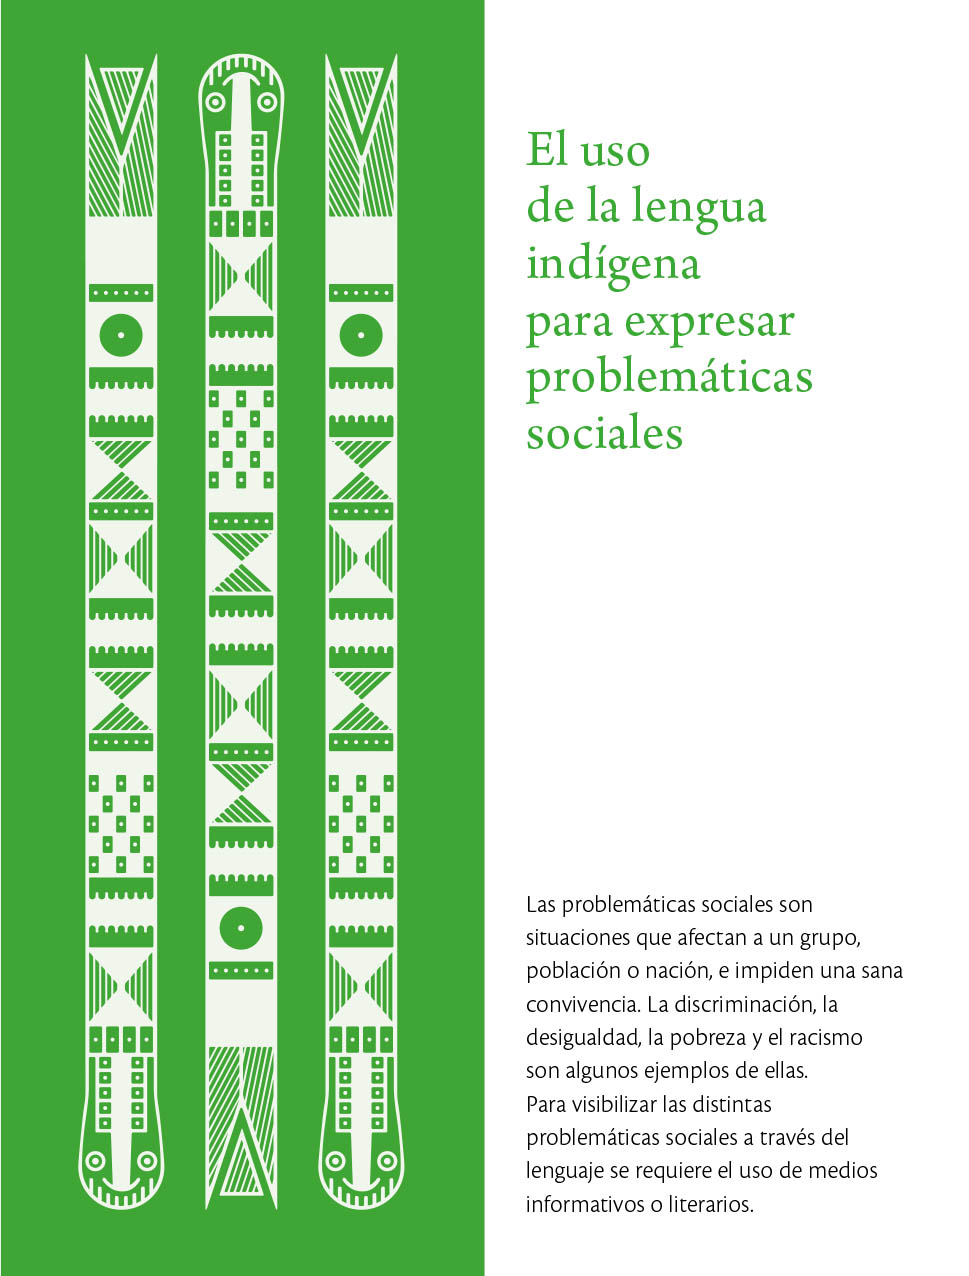 El uso
de la lengua
indígena
para expresar
problemáticas
sociales
Las problemáticas sociales son
situaciones que afectan a un grupo,
población o nación, e impiden una sana
convivencia. La discriminación, la
desigualdad, la pobreza y el racismo
son algunos ejemplos de ellas.
Para visibilizar las distintas
problemáticas sociales a través del
lenguaje se requiere el uso de medios
informativos o literarios.